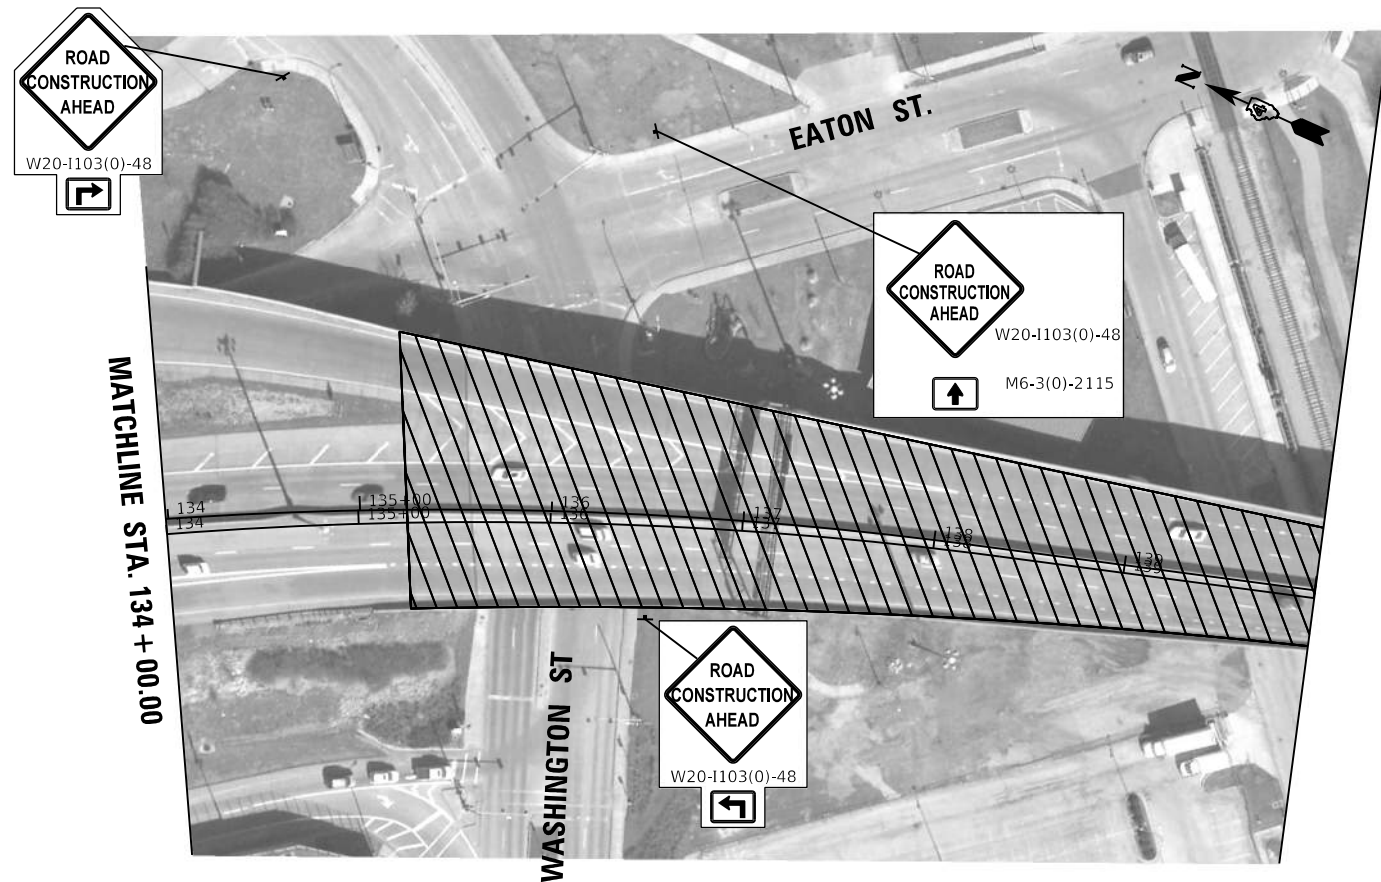 ROAD
CONSTRUCTION
AHEAD
W20-I103(0)-48
EATON ST.
N
ROAD
CONSTRUCTION
AHEAD
W20-I103(0)-48
M6-3(0)-2115
MATCHLINE STA. 134 + 00.00
134
134
135+00
135+00
136
136
137
137
138
138
139
139
WASHINGTON ST
ROAD
CONSTRUCTION
AHEAD
W20-I103(0)-48